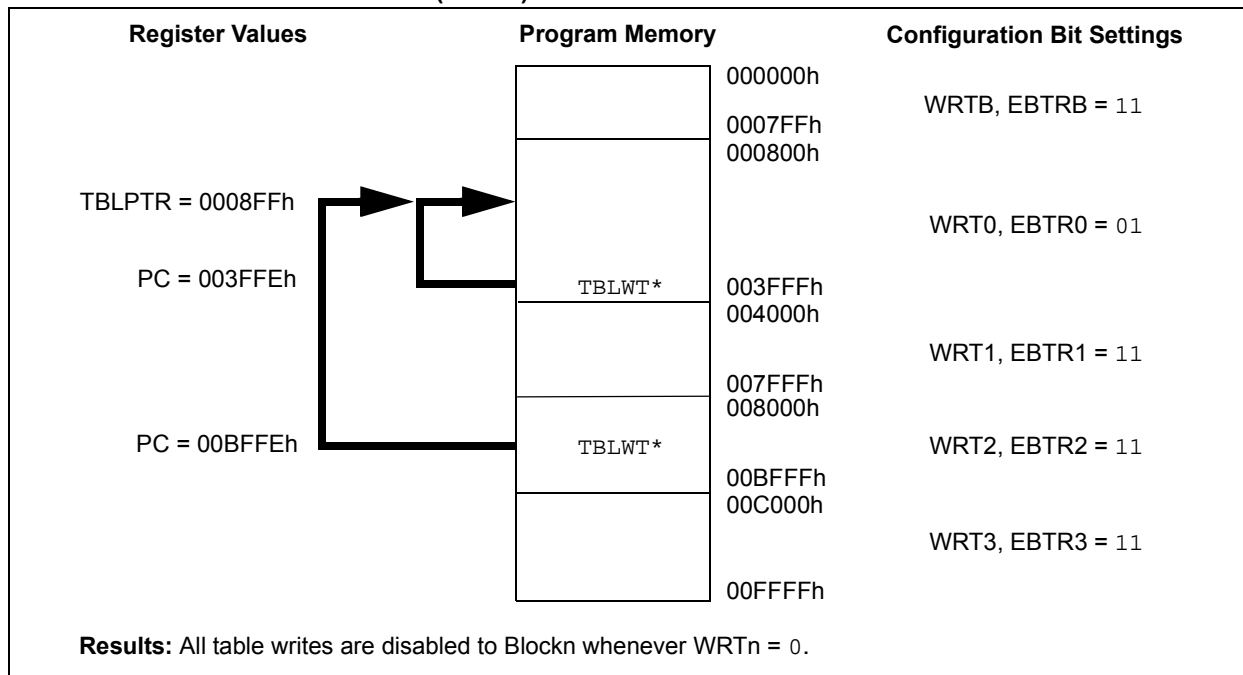 Register Values Program Memory Configuration Bit Settings
000000h
WRTB, EBTRB = 11
0007FFh
000800h
TBLPTR = 0008FFh
WRT0, EBTR0 = 01
PC = 003FFEh TBLWT* 003FFFh
004000h
WRT1, EBTR1 = 11
007FFFh
008000h
PC = 00BFFEh TBLWT* WRT2, EBTR2 = 11
00BFFFh
00C000h
WRT3, EBTR3 = 11
00FFFFh
Results: All table writes are disabled to Blockn whenever WRTn = 0.